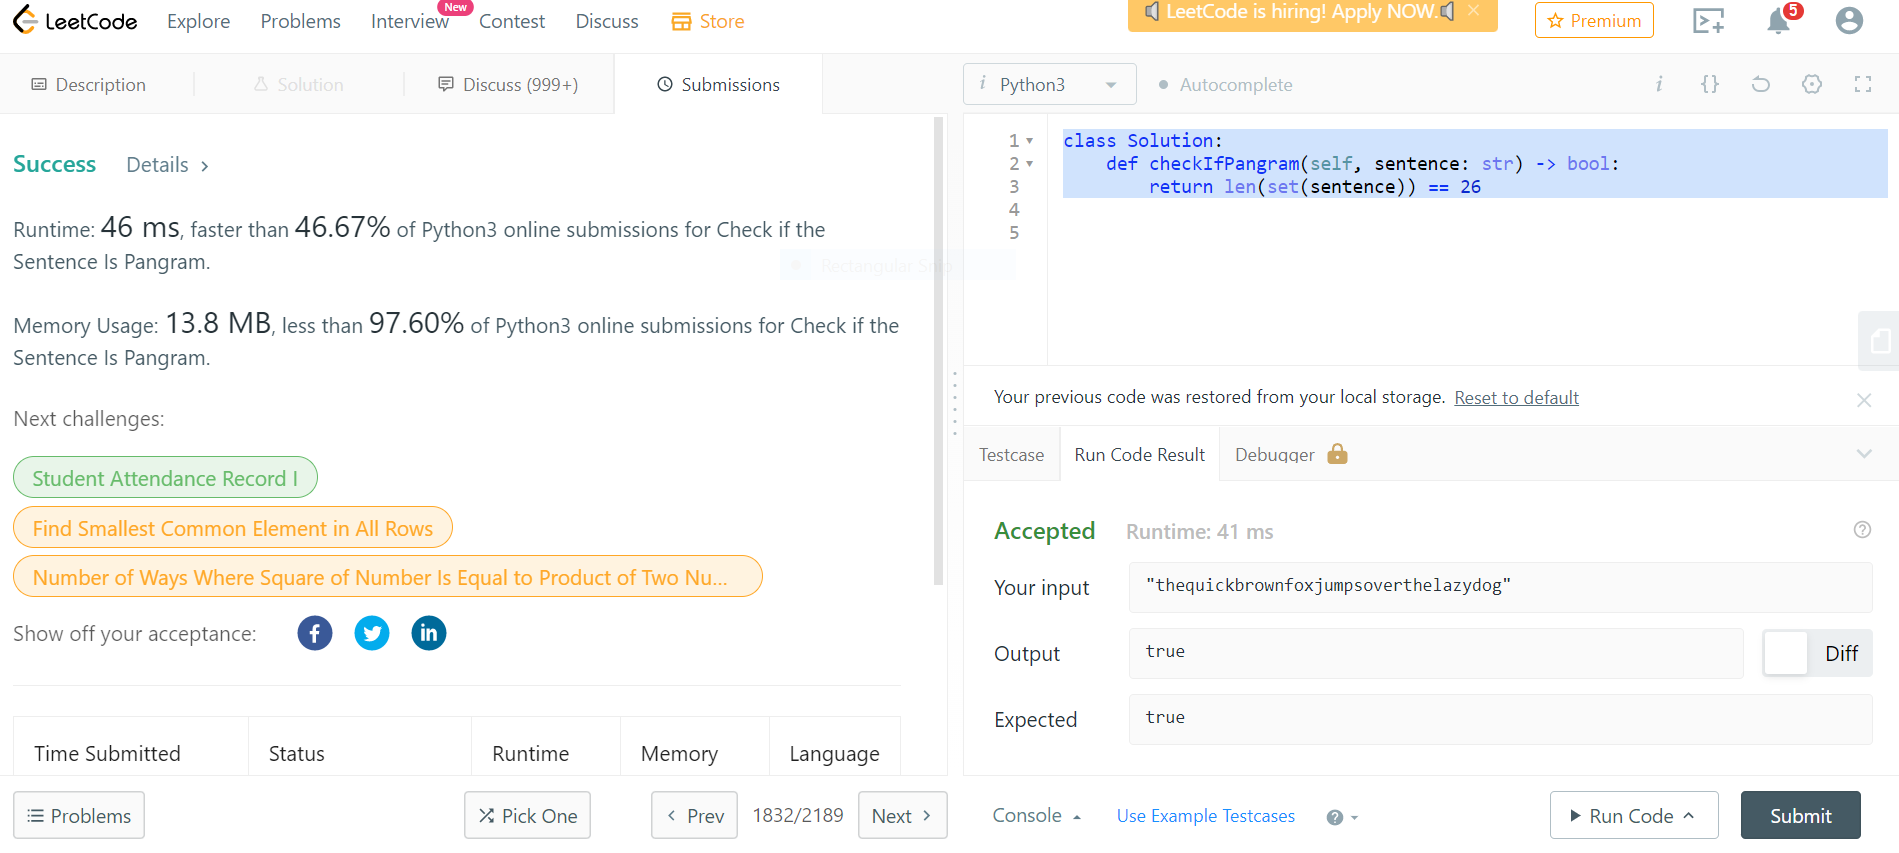 LeetCode Explore Problems Interview New Contest Discuss Store LeetCode is hiring! Apply NOW. Premium 5
Description Solution Discuss (999+) Submissions
Python3 Autocomplete
Success Details
Runtime: 46 ms, faster than 46.67% of Python3 online submissions for Check if the
Sentence Is Pangram.
Memory Usage: 13.8 MB, less than 97.60% of Python3 online submissions for Check if the
Sentence Is Pangram.
Next challenges:
Student Attendance Record I
Find Smallest Common Element in All Rows
Number of Ways Where Square of Number Is Equal to Product of Two Nu...
Show off your acceptance:
Time Submitted Status Runtime Memory Language
Problems Pick One Prev 1832/2189 Next
Rectangular Snip
1 class Solution:
2 def checkIfPangram(self, sentence: str) -> bool:
3 return len(set(sentence)) == 26
4
5
Your previous code was restored from your local storage. Reset to default
Testcase Run Code Result Debugger
Accepted Runtime: 41 ms
Your input "thequickbrownfoxjumpsoverthelazydog"
Output true Diff
Expected true
Console Use Example Testcases Run Code Submit